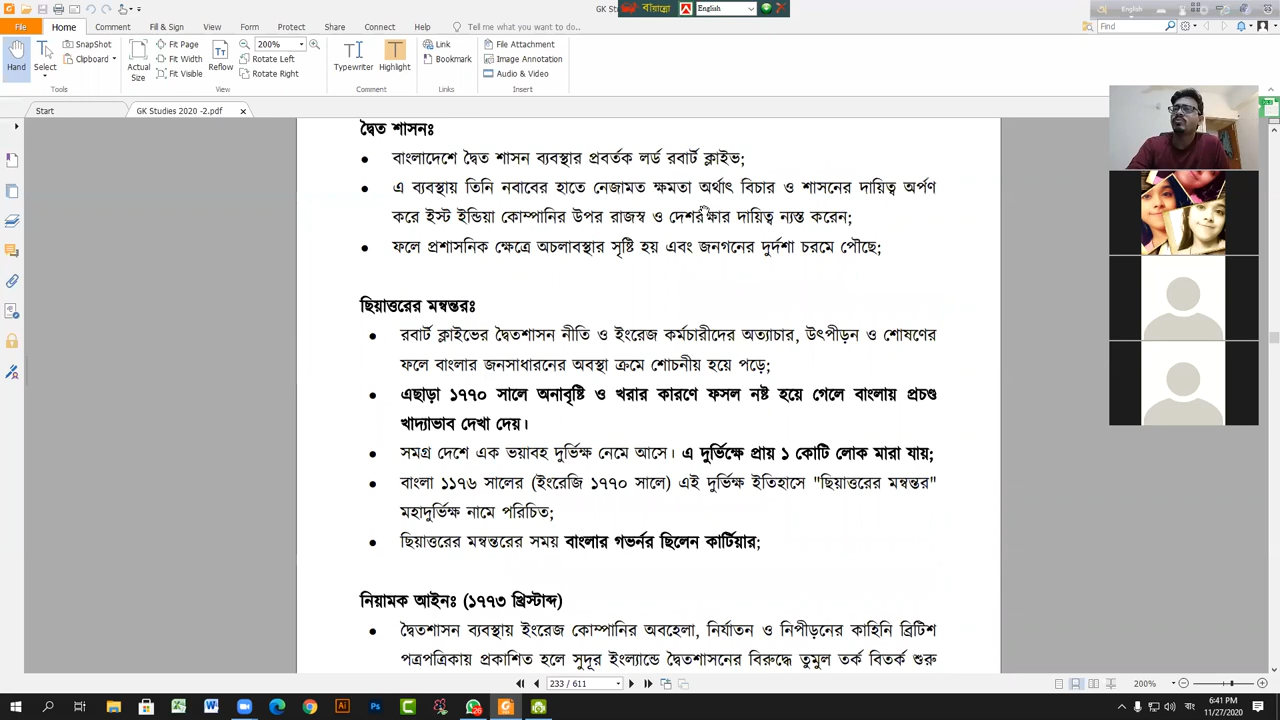 GK Stu
বায়ান্নো
English
English
File
Home
Comment
Fill & Sign
View
Form
Protect
Share
Connect
Help
Tell me what you want to do...
Find
Hand
Select
SnapShot
Clipboard
Actual Size
Fit Page
Fit Width
Fit Visible
Reflow
200%
Rotate Left
Rotate Right
Typewriter
Highlight
Link
Bookmark
File Attachment
Image Annotation
Audio & Video
Tools
View
Comment
Links
Insert
Start
GK Studies 2020 -2.pdf
দ্বৈত শাসনঃ
• বাংলাদেশে দ্বৈত শাসন ব্যবস্থার প্রবর্তক লর্ড রবার্ট ক্লাইভ;
• এ ব্যবস্থায় তিনি নবাবের হাতে নেজামত ক্ষমতা অর্থাৎ বিচার ও শাসনের দায়িত্ব অর্পণ
করে ইস্ট ইন্ডিয়া কোম্পানির উপর রাজস্ব ও দেশরক্ষার দায়িত্ব ন্যস্ত করেন;
• ফলে প্রশাসনিক ক্ষেত্রে অচলাবস্থার সৃষ্টি হয় এবং জনগনের দুর্দশা চরমে পৌছে;
ছিয়াত্তরের মন্বন্তরঃ
• রবার্ট ক্লাইভের দ্বৈতশাসন নীতি ও ইংরেজ কর্মচারীদের অত্যাচার, উৎপীড়ন ও শোষণের
ফলে বাংলার জনসাধারনের অবস্থা ক্রমে শোচনীয় হয়ে পড়ে;
• এছাড়া ১৭৭০ সালে অনাবৃষ্টি ও খরার কারণে ফসল নষ্ট হয়ে গেলে বাংলায় প্রচণ্ড
খাদ্যাভাব দেখা দেয়।
• সমগ্র দেশে এক ভয়াবহ দুর্ভিক্ষ নেমে আসে। এ দুর্ভিক্ষে প্রায় ১ কোটি লোক মারা যায়;
• বাংলা ১১৭৬ সালের (ইংরেজি ১৭৭০ সালে) এই দুর্ভিক্ষ ইতিহাসে "ছিয়াত্তরের মন্বন্তর"
মহাদুর্ভিক্ষ নামে পরিচিত;
• ছিয়াত্তরের মন্বন্তরের সময় বাংলার গভর্নর ছিলেন কার্টিয়ার;
নিয়ামক আইনঃ (১৭৭৩ খ্রিস্টাব্দ)
• দ্বৈতশাসন ব্যবস্থায় ইংরেজ কোম্পানির অবহেলা, নির্যাতন ও নিপীড়নের কাহিনি ব্রিটিশ
পত্রপত্রিকায় প্রকাশিত হলে সুদূর ইংল্যান্ডে দ্বৈতশাসনের বিরুদ্ধে তুমুল তর্ক বিতর্ক শুরু
233 / 611
200%
বাং
6:41 PM
11/27/2020